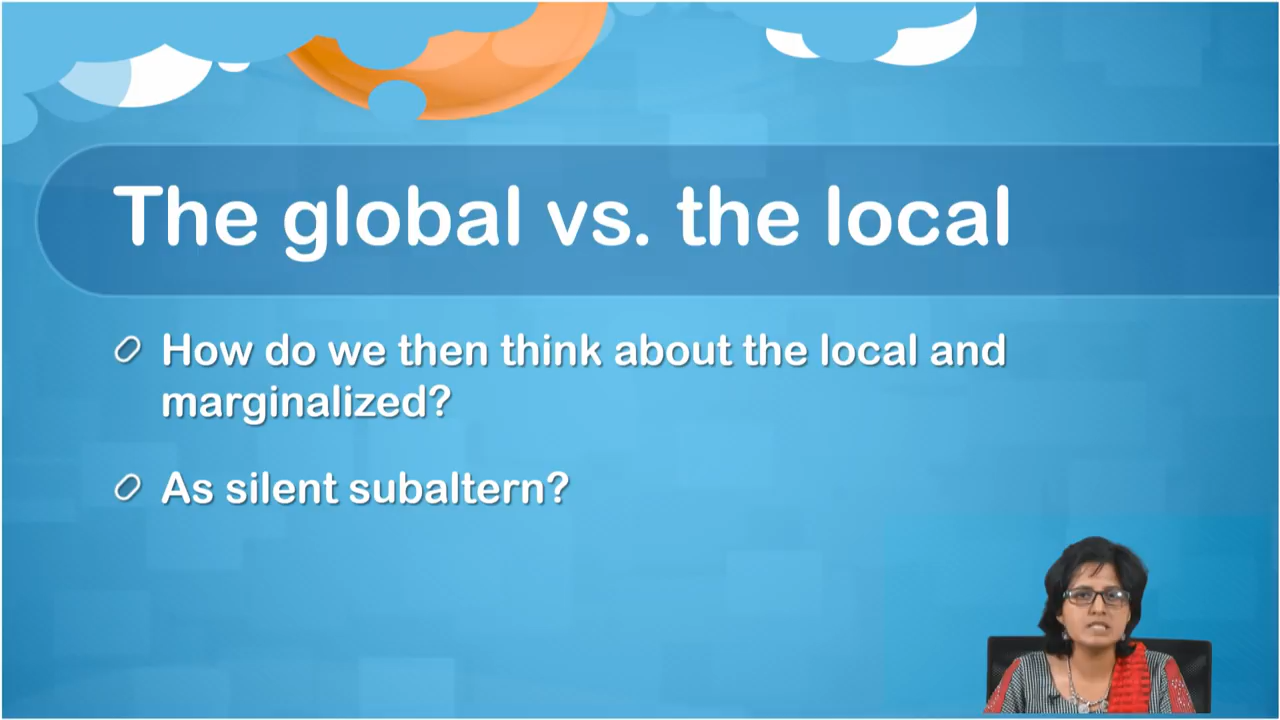 The global vs. the local
How do we then think about the local and
marginalized?
As silent subaltern?